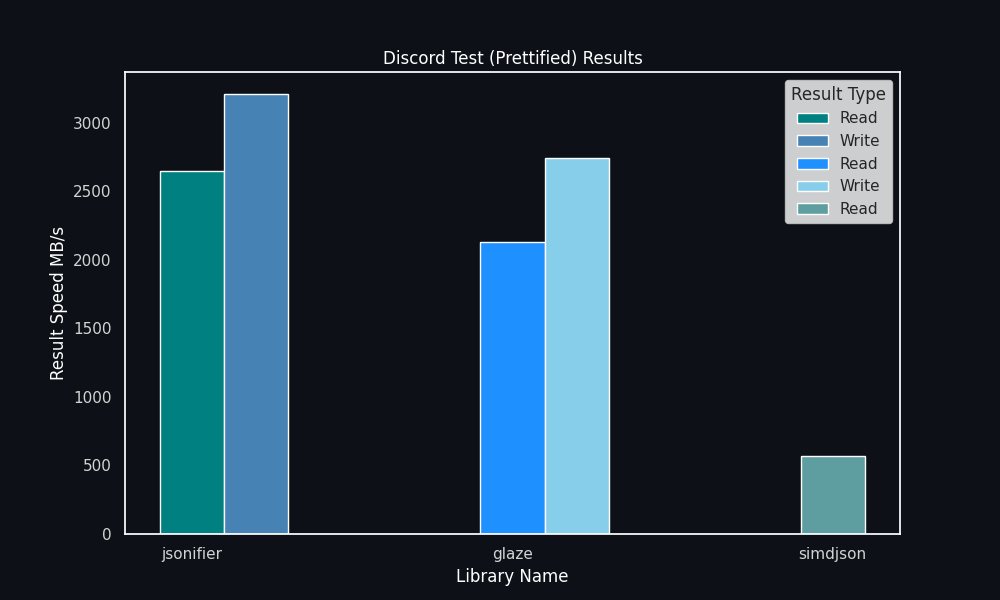 Discord Test (Prettified) Results
Result Type
Read
Write
Read
Write
Read
Result Speed MB/s
3000
2500
2000
1500
1000
500
0
jsonifier
glaze
simdjson
Library Name